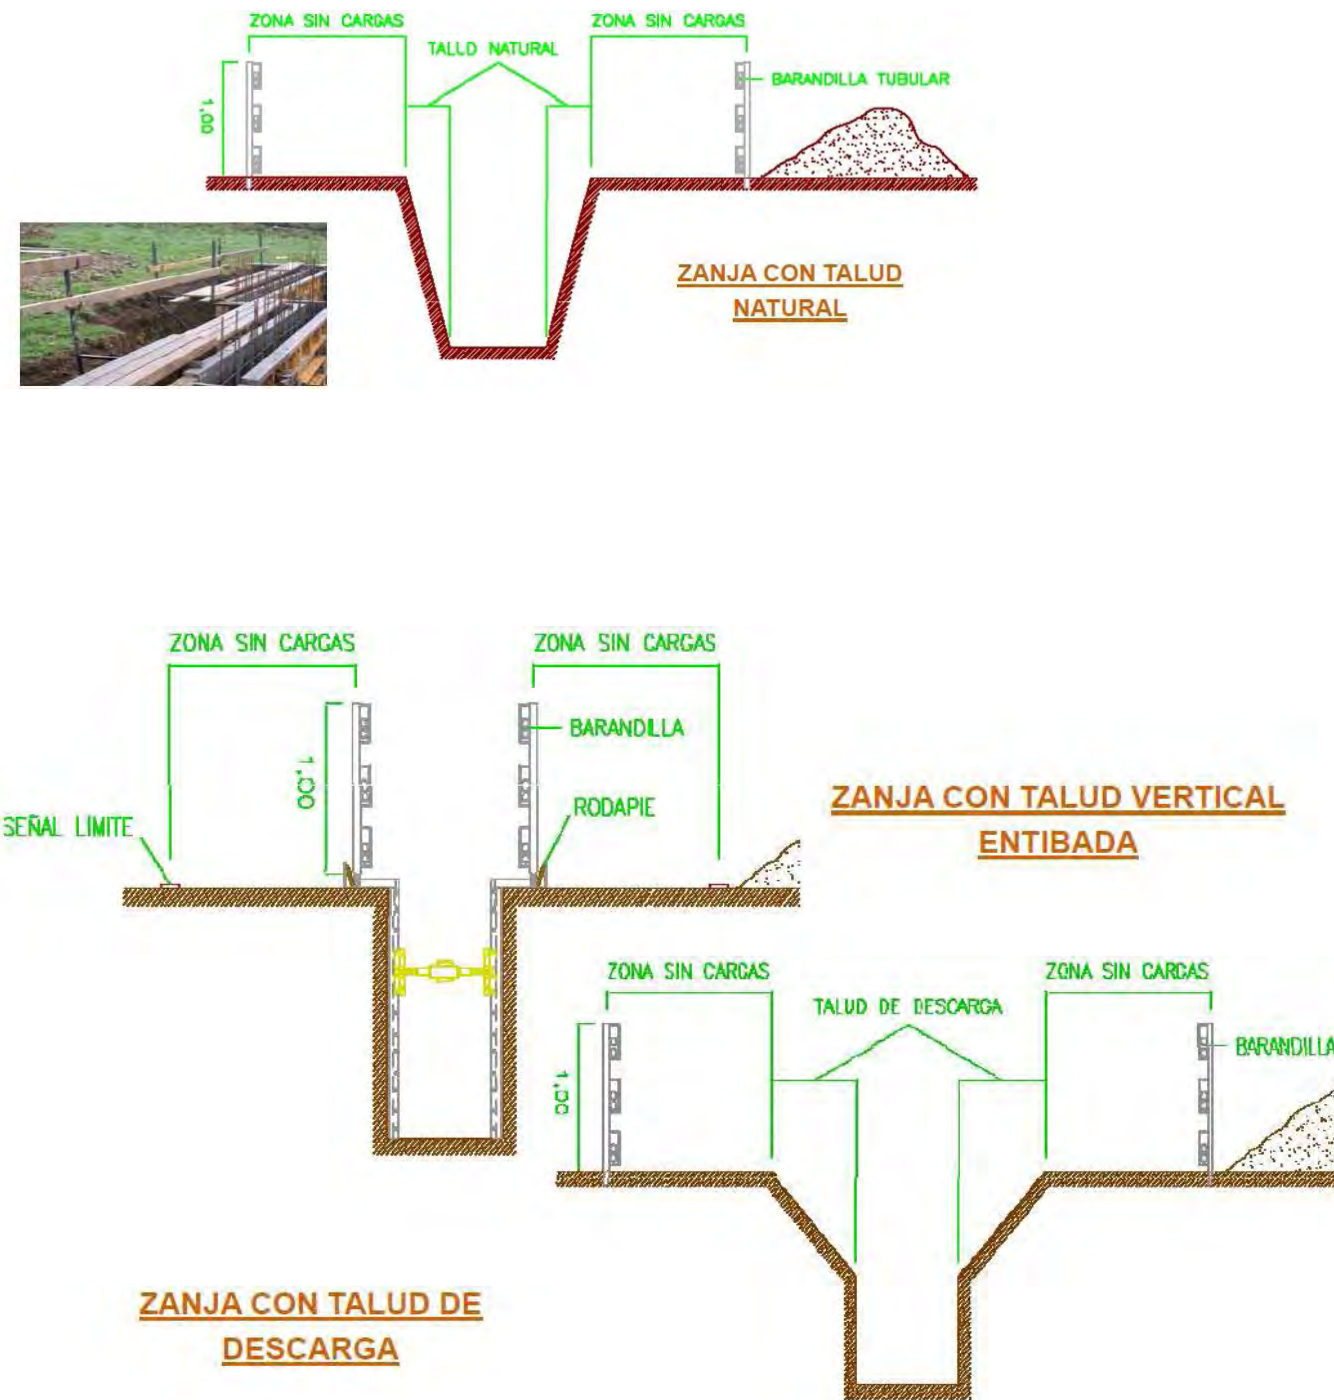 ZONA SIN CARGAS
ZONA SIN CARGAS
TALLD NATURAL
BARANDILLA TUBULAR
1,00
ZANJA CON TALUD
NATURAL
ZONA SIN CARGAS
ZONA SIN CARGAS
BARANDILLA
1,00
RODAPIE
SEÑAL LIMITE
ZANJA CON TALUD VERTICAL
ENTIBADA
ZONA SIN CARGAS
ZONA SIN CARGAS
TALUD DE DESCARGA
BARANDILLA
1,00
ZANJA CON TALUD DE
DESCARGA